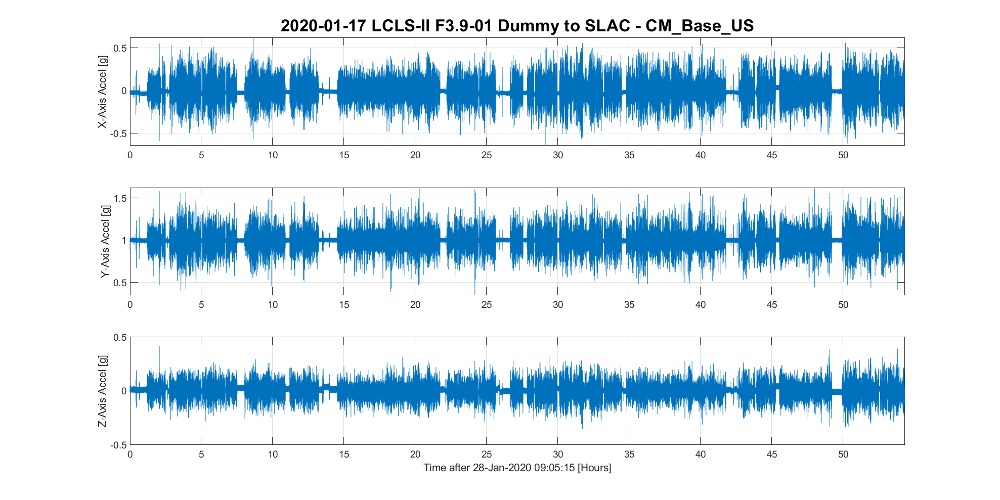 2020-01-17 LCLS-II F3.9-01 Dummy to SLAC - CM_Base_US
X-Axis Accel [g]
0.5
0
-0.5
0 5 10 15 20 25 30 35 40 45 50
Y-Axis Accel [g]
1.5
1
0.5
0 5 10 15 20 25 30 35 40 45 50
Z-Axis Accel [g]
0.5
0
-0.5
0 5 10 15 20 25 30 35 40 45 50
Time after 28-Jan-2020 09:05:15 [Hours]